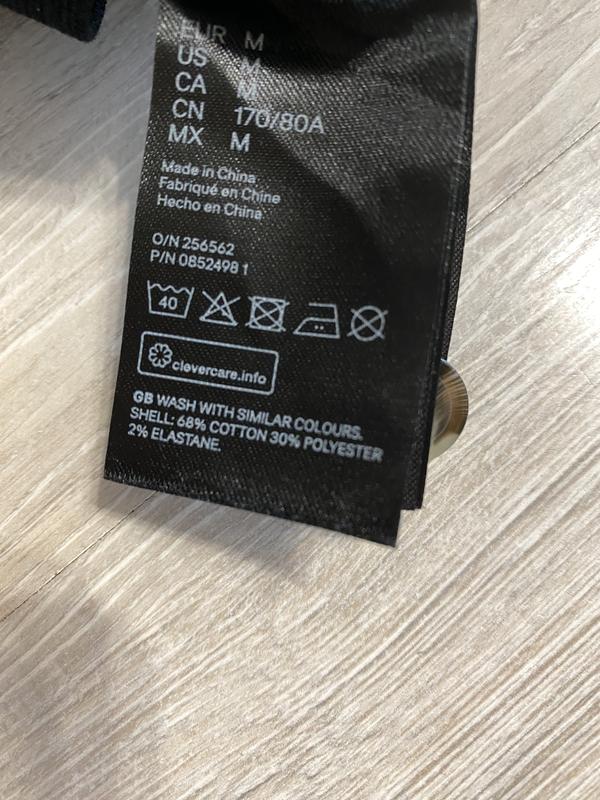 EUR M
US M
CA M
CN 170/80A
MX M
Made in China
Fabriqué en Chine
Hecho en China
O/N 256562
P/N 0852498 1
40
clevercare.info
GB WASH WITH SIMILAR COLOURS.
SHELL: 68% COTTON 30% POLYESTER
2% ELASTANE.